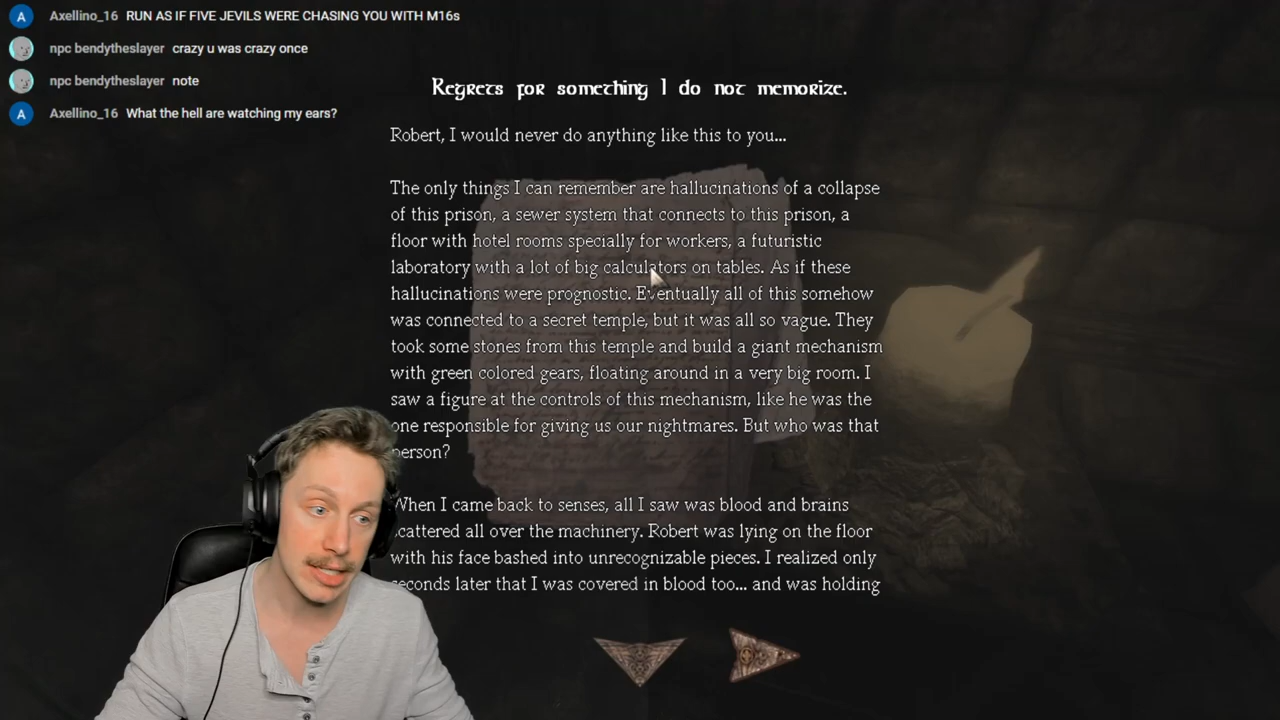 Axellino_16 RUN AS IF FIVE JEVILS WERE CHASING YOU WITH M16s
npc bendytheslayer crazy u was crazy once
npc bendytheslayer note
Axellino_16 What the hell are watching my ears?
Regrets for something I do not memorize.
Robert, I would never do anything like this to you...
The only things I can remember are hallucinations of a collapse
of this prison, a sewer system that connects to this prison, a
floor with hotel rooms specially for workers, a futuristic
laboratory with a lot of big calculators on tables. As if these
hallucinations were prognostic. Eventually all of this somehow
was connected to a secret temple, but it was all so vague. They
took some stones from this temple and build a giant mechanism
with green colored gears, floating around in a very big room. I
saw a figure at the controls of this mechanism, like he was the
one responsible for giving us our nightmares. But who was that
person?
When I came back to senses, all I saw was blood and brains
scattered all over the machinery. Robert was lying on the floor
with his face bashed into unrecognizable pieces. I realized only
seconds later that I was covered in blood too... and was holding